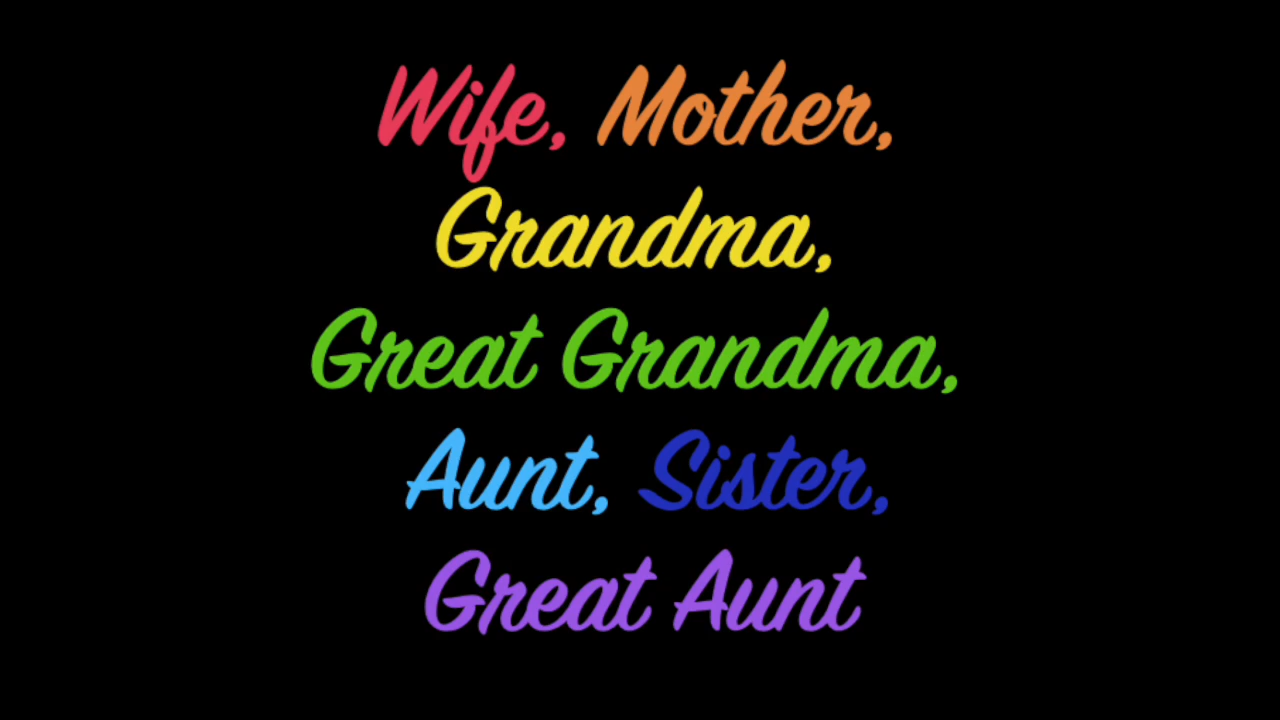 Wife, Mother,
Grandma,
Great Grandma,
Aunt, Sister,
Great Aunt